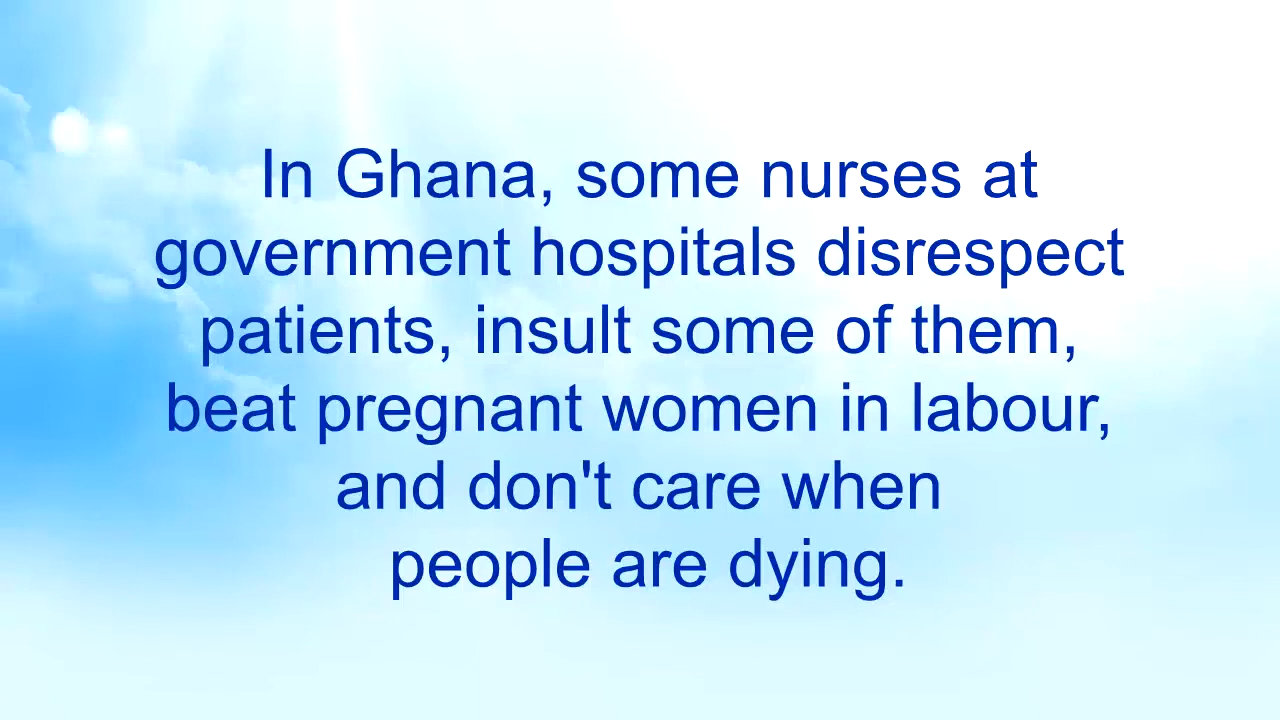 In Ghana, some nurses at
government hospitals disrespect
patients, insult some of them,
beat pregnant women in labour,
and don't care when
people are dying.